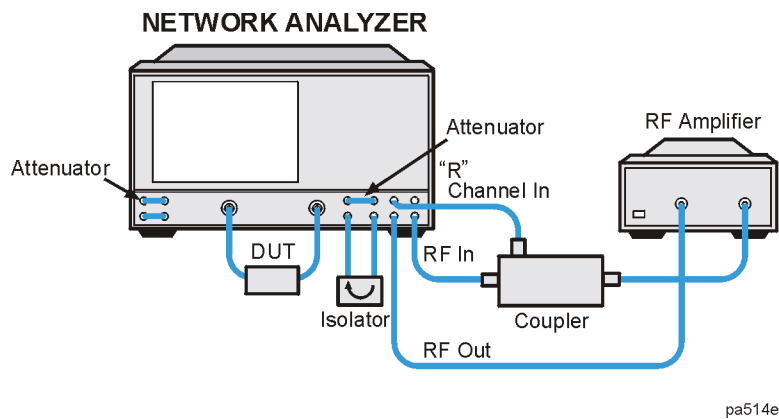 NETWORK ANALYZER
Attenuator
RF Amplifier
Attenuator
“R”
Channel In
DUT
RF In
Isolator
Coupler
RF Out
pa514e